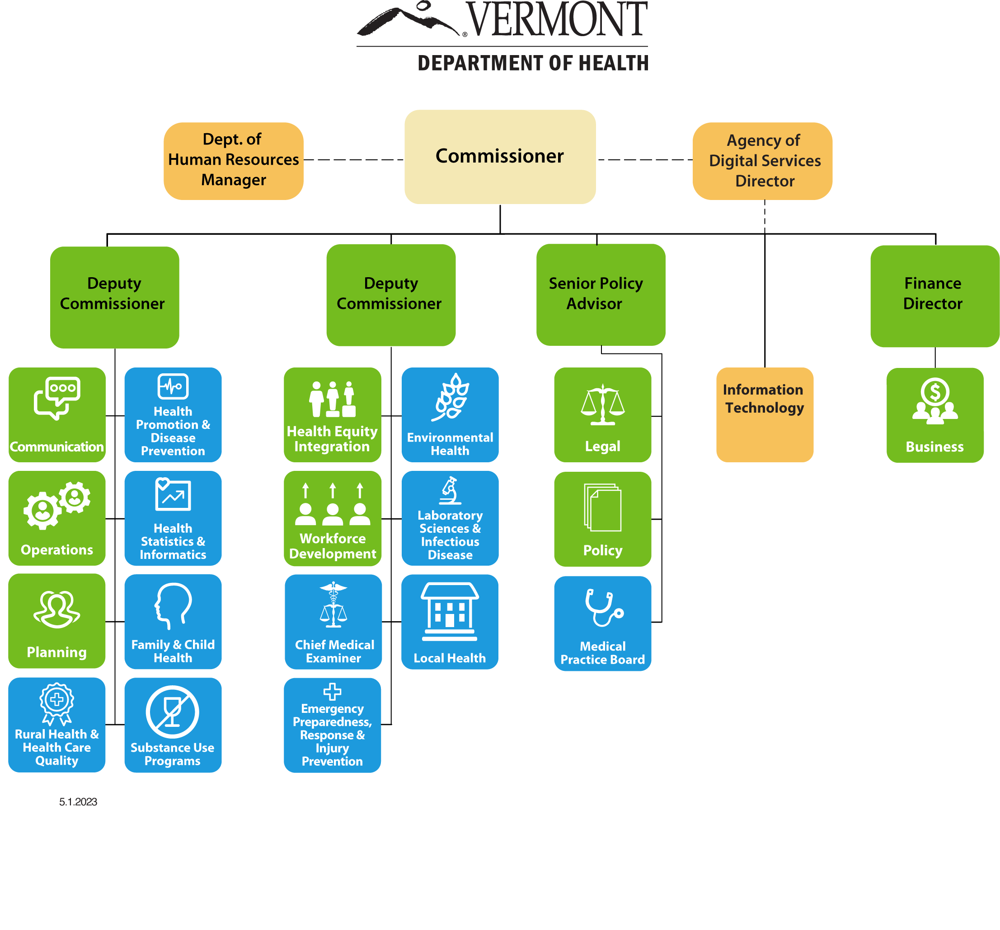 VERMONT
®
DEPARTMENT OF HEALTH
Dept. of
Human Resources
Manager
Commissioner
Agency of
Digital Services
Director
Deputy
Commissioner
Deputy
Commissioner
Senior Policy
Advisor
Finance
Director
Communication
Health
Promotion &
Disease
Prevention
Health Equity
Integration
Environmental
Health
Legal
Information
Technology
$
Business
Operations
Health
Statistics &
Informatics
Workforce
Development
Laboratory
Sciences &
Infectious
Disease
Policy
Planning
Family & Child
Health
Chief Medical
Examiner
Local Health
Medical
Practice Board
Rural Health &
Health Care
Quality
Substance Use
Programs
Emergency
Preparedness,
Response &
Injury
Prevention
5.1.2023